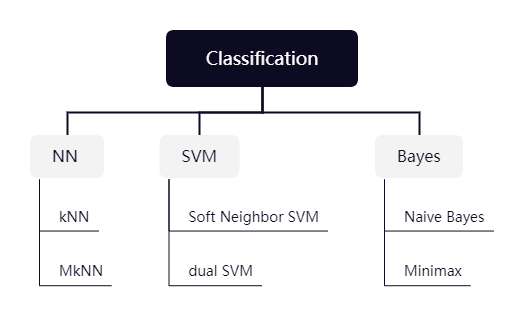 Classification
NN
SVM
Bayes
kNN
Soft Neighbor SVM
Naive Bayes
MkNN
dual SVM
Minimax